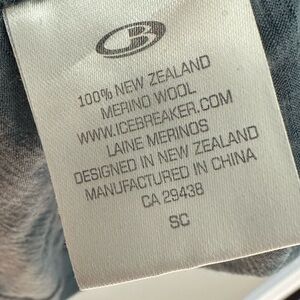 100% NEW ZEALAND
MERINO WOOL
WWW.ICEBREAKER.COM
LAINE MERINOS
DESIGNED IN NEW ZEALAND
MANUFACTURED IN CHINA
CA 29438
SC